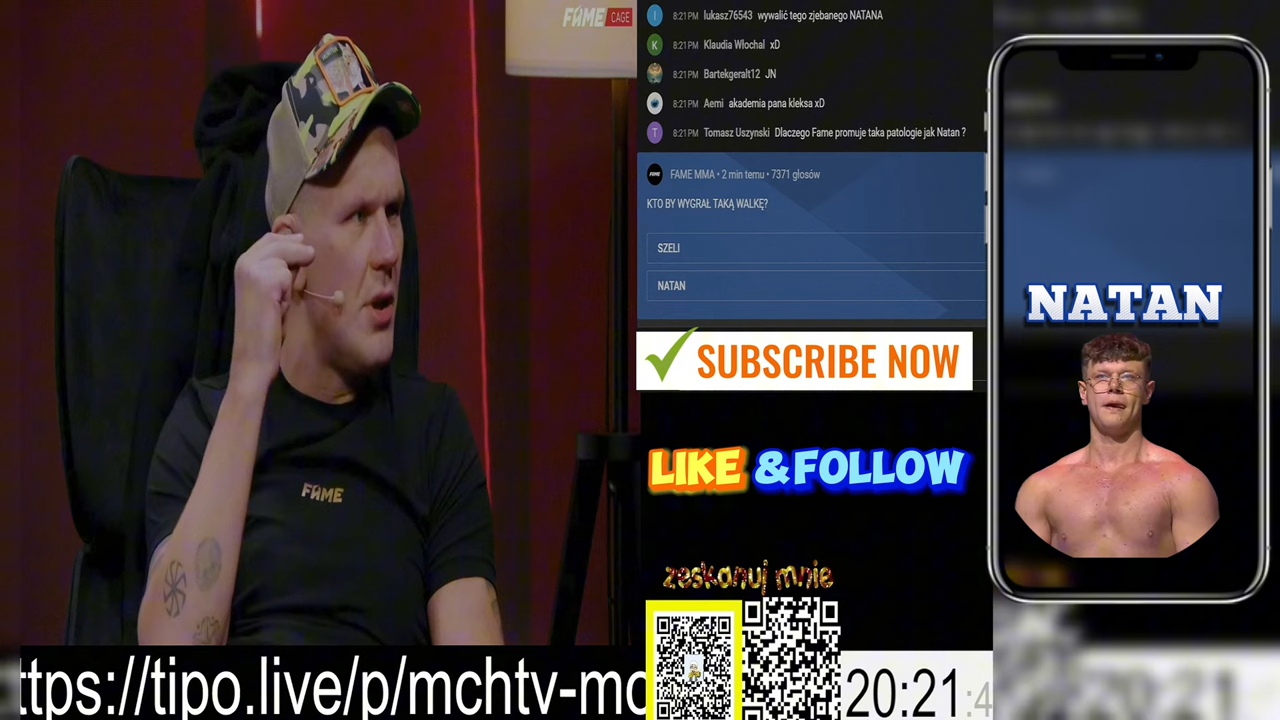 FAME CAGE
8:21 PM lukasz76543 wywalić tego zjebanego NATANA
8:21 PM Klaudia Włochal xD
8:21 PM Bartekgeralt12 JN
8:21 PM Aemi akademia pana kleksa xD
8:21 PM Tomasz Uszynski Dlaczego Fame promuje taka patologie jak Natan ?
FAME MMA • 2 min temu • 7371 głosów
KTO BY WYGRAŁ TAKĄ WALKĘ?
SZELI
NATAN
SUBSCRIBE NOW
LIKE & FOLLOW
zeskanuj mnie
FAME
ttps://tipo.live/p/mchtv-mc
20:21:4
NATAN